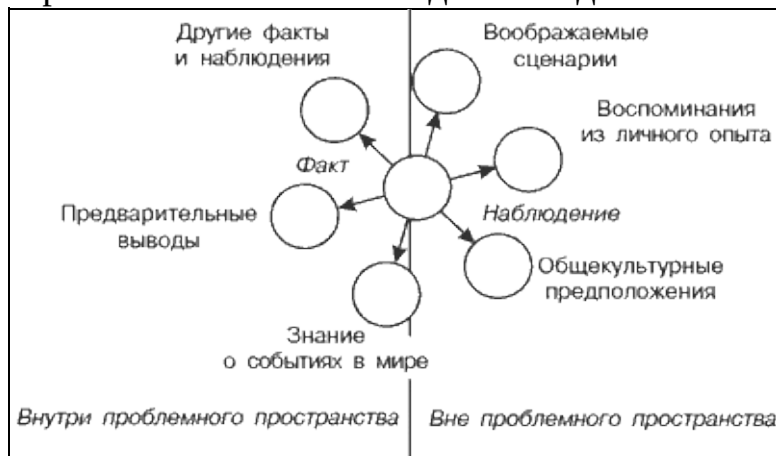 Другие факты
и наблюдения
Воображаемые
сценарии
Воспоминания
из личного опыта
Факт
Предварительные
выводы
Наблюдение
Общекультурные
предположения
Знание
о событиях в мире
Внутри проблемного пространства
Вне проблемного пространства